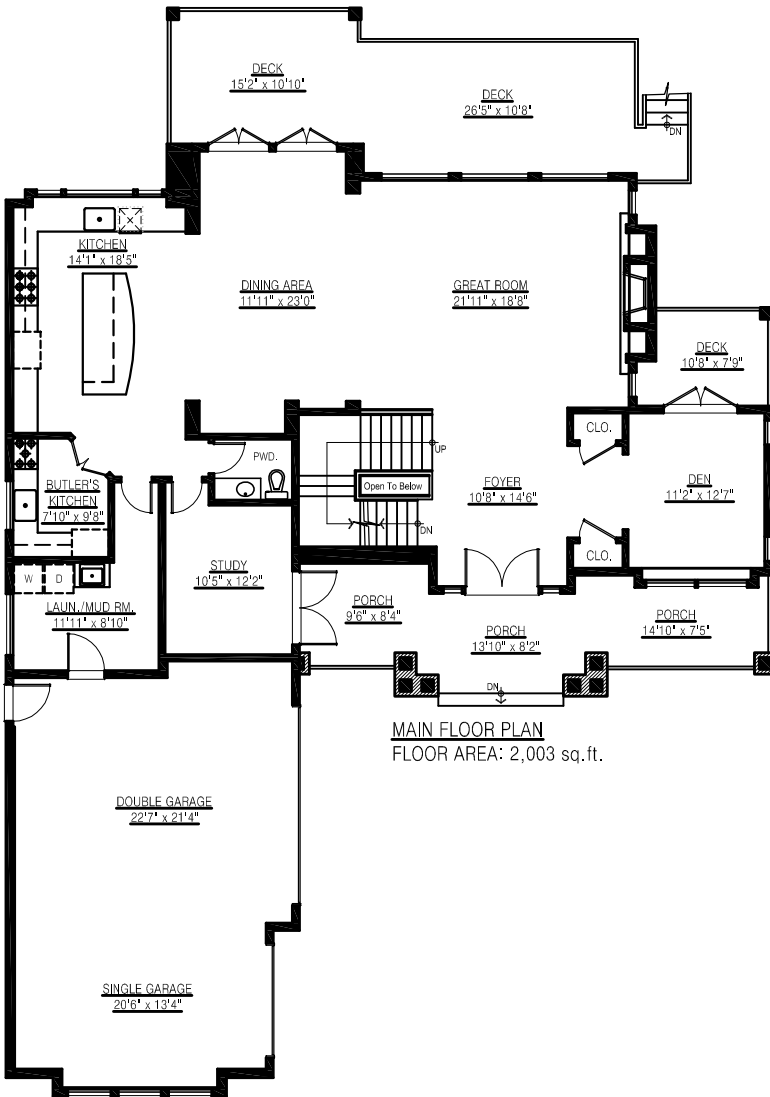 DECK
15'2" x 10'10"
DECK
26'5" x 10'8"
DN
KITCHEN
14'1" x 18'5"
DINING AREA
11'11" x 23'0"
GREAT ROOM
21'11" x 18'8"
DECK
10'8" x 7'9"
CLO.
UP
PWD.
BUTLER'S
KITCHEN
7'10" x 9'8"
Open To Below
FOYER
10'8" x 14'6"
DEN
11'2" x 12'7"
DN
CLO.
STUDY
10'5" x 12'2"
W
D
LAUN./MUD RM.
11'11" x 8'10"
PORCH
9'6" x 8'4"
PORCH
13'10" x 8'2"
PORCH
14'10" x 7'5"
DN
MAIN FLOOR PLAN
FLOOR AREA: 2,003 sq.ft.
DOUBLE GARAGE
22'7" x 21'4"
SINGLE GARAGE
20'6" x 13'4"